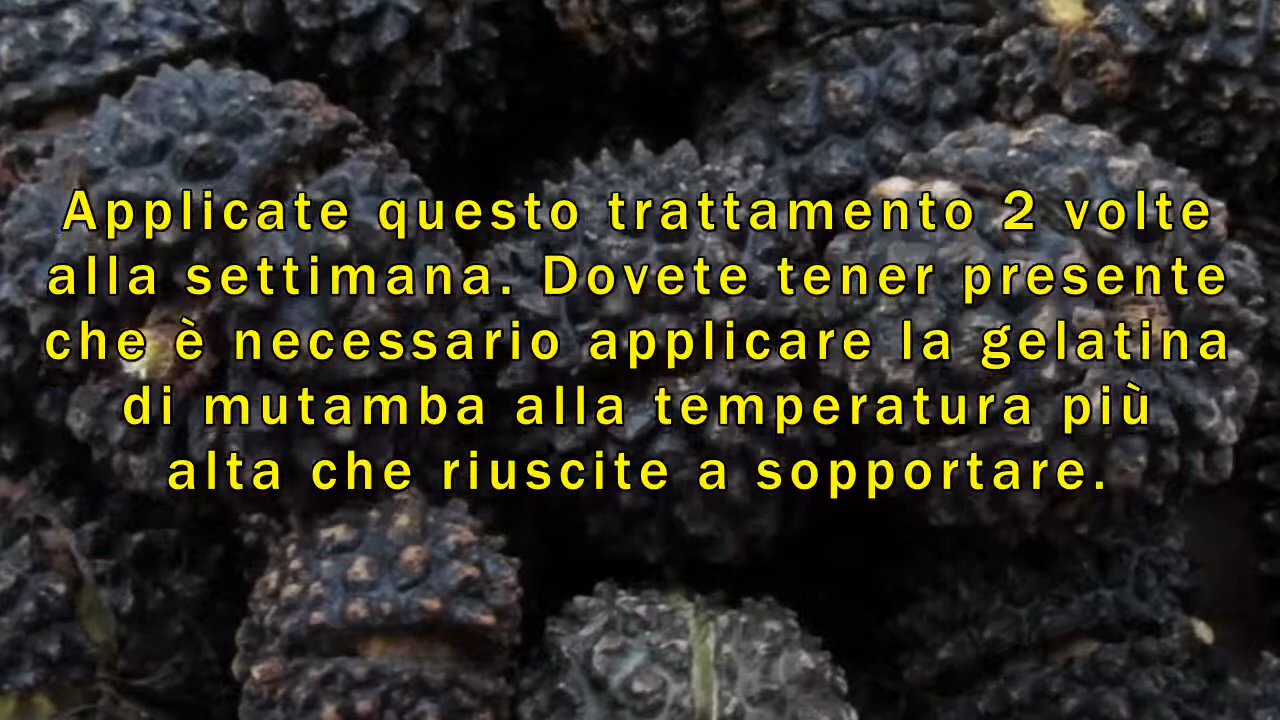 Applicate questo trattamento 2 volte
alla settimana. Dovete tener presente
che è necessario applicare la gelatina
di mutamba alla temperatura più
alta che riuscite a sopportare.